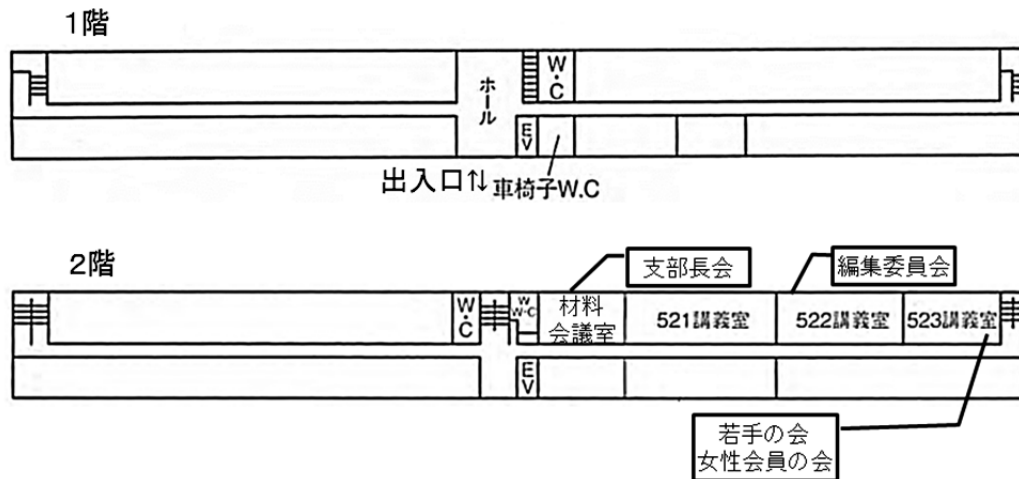 1階
W・C
ホール
EV
出入口⇅
車椅子W.C
2階
支部長会
編集委員会
W・C
W
W・C
材料
会議室
521講義室
522講義室
523講義室
EV
若手の会
女性会員の会